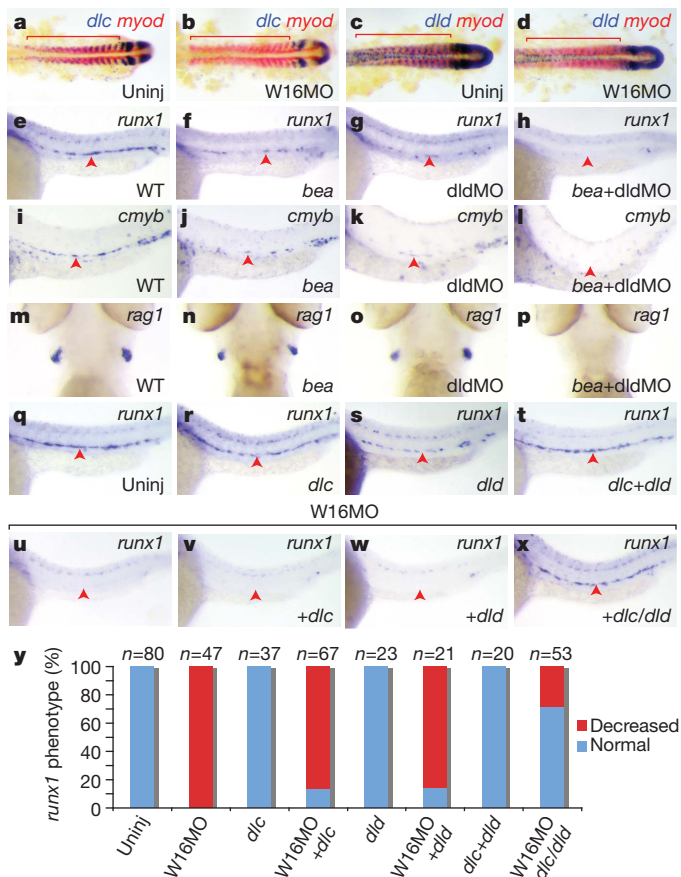 a dlc myod Uninj
b dlc myod W16MO
c dld myod Uninj
d dld myod W16MO
e runx1 WT
f runx1 bea
g runx1 dldMO
h runx1 bea+dldMO
i cmyb WT
j cmyb bea
k cmyb dldMO
l cmyb bea+dldMO
m rag1 WT
n rag1 bea
o rag1 dldMO
p rag1 bea+dldMO
q runx1 Uninj
r runx1 dlc
s runx1 dld
t runx1 dlc+dld
W16MO
u runx1
v runx1 +dlc
w runx1 +dld
x runx1 +dlc/dld
y
n=80 n=47 n=37 n=67 n=23 n=21 n=20 n=53
runx1 phenotype (%)
100
80
60
40
20
0
Decreased
Normal
Uninj
W16MO
dlc
W16MO
+dlc
dld
W16MO
+dld
dlc+dld
W16MO
dlc/dld